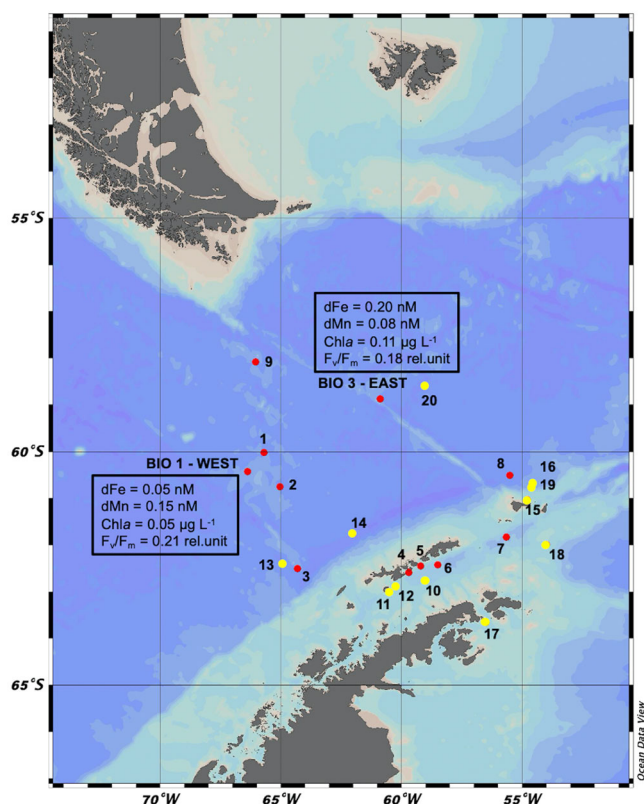 55°S
dFe = 0.20 nM
dMn = 0.08 nM
Chla = 0.11 µg L⁻¹
Fᵥ/Fₘ = 0.18 rel.unit
9
BIO 3 - EAST
20
60°S
1
BIO 1 - WEST
8
16
2
19
dFe = 0.05 nM
dMn = 0.15 nM
Chla = 0.05 µg L⁻¹
Fᵥ/Fₘ = 0.21 rel.unit
15
14
7
18
13
3
4
5
6
12
10
11
17
65°S
70°W
65°W
60°W
55°W
Ocean Data View